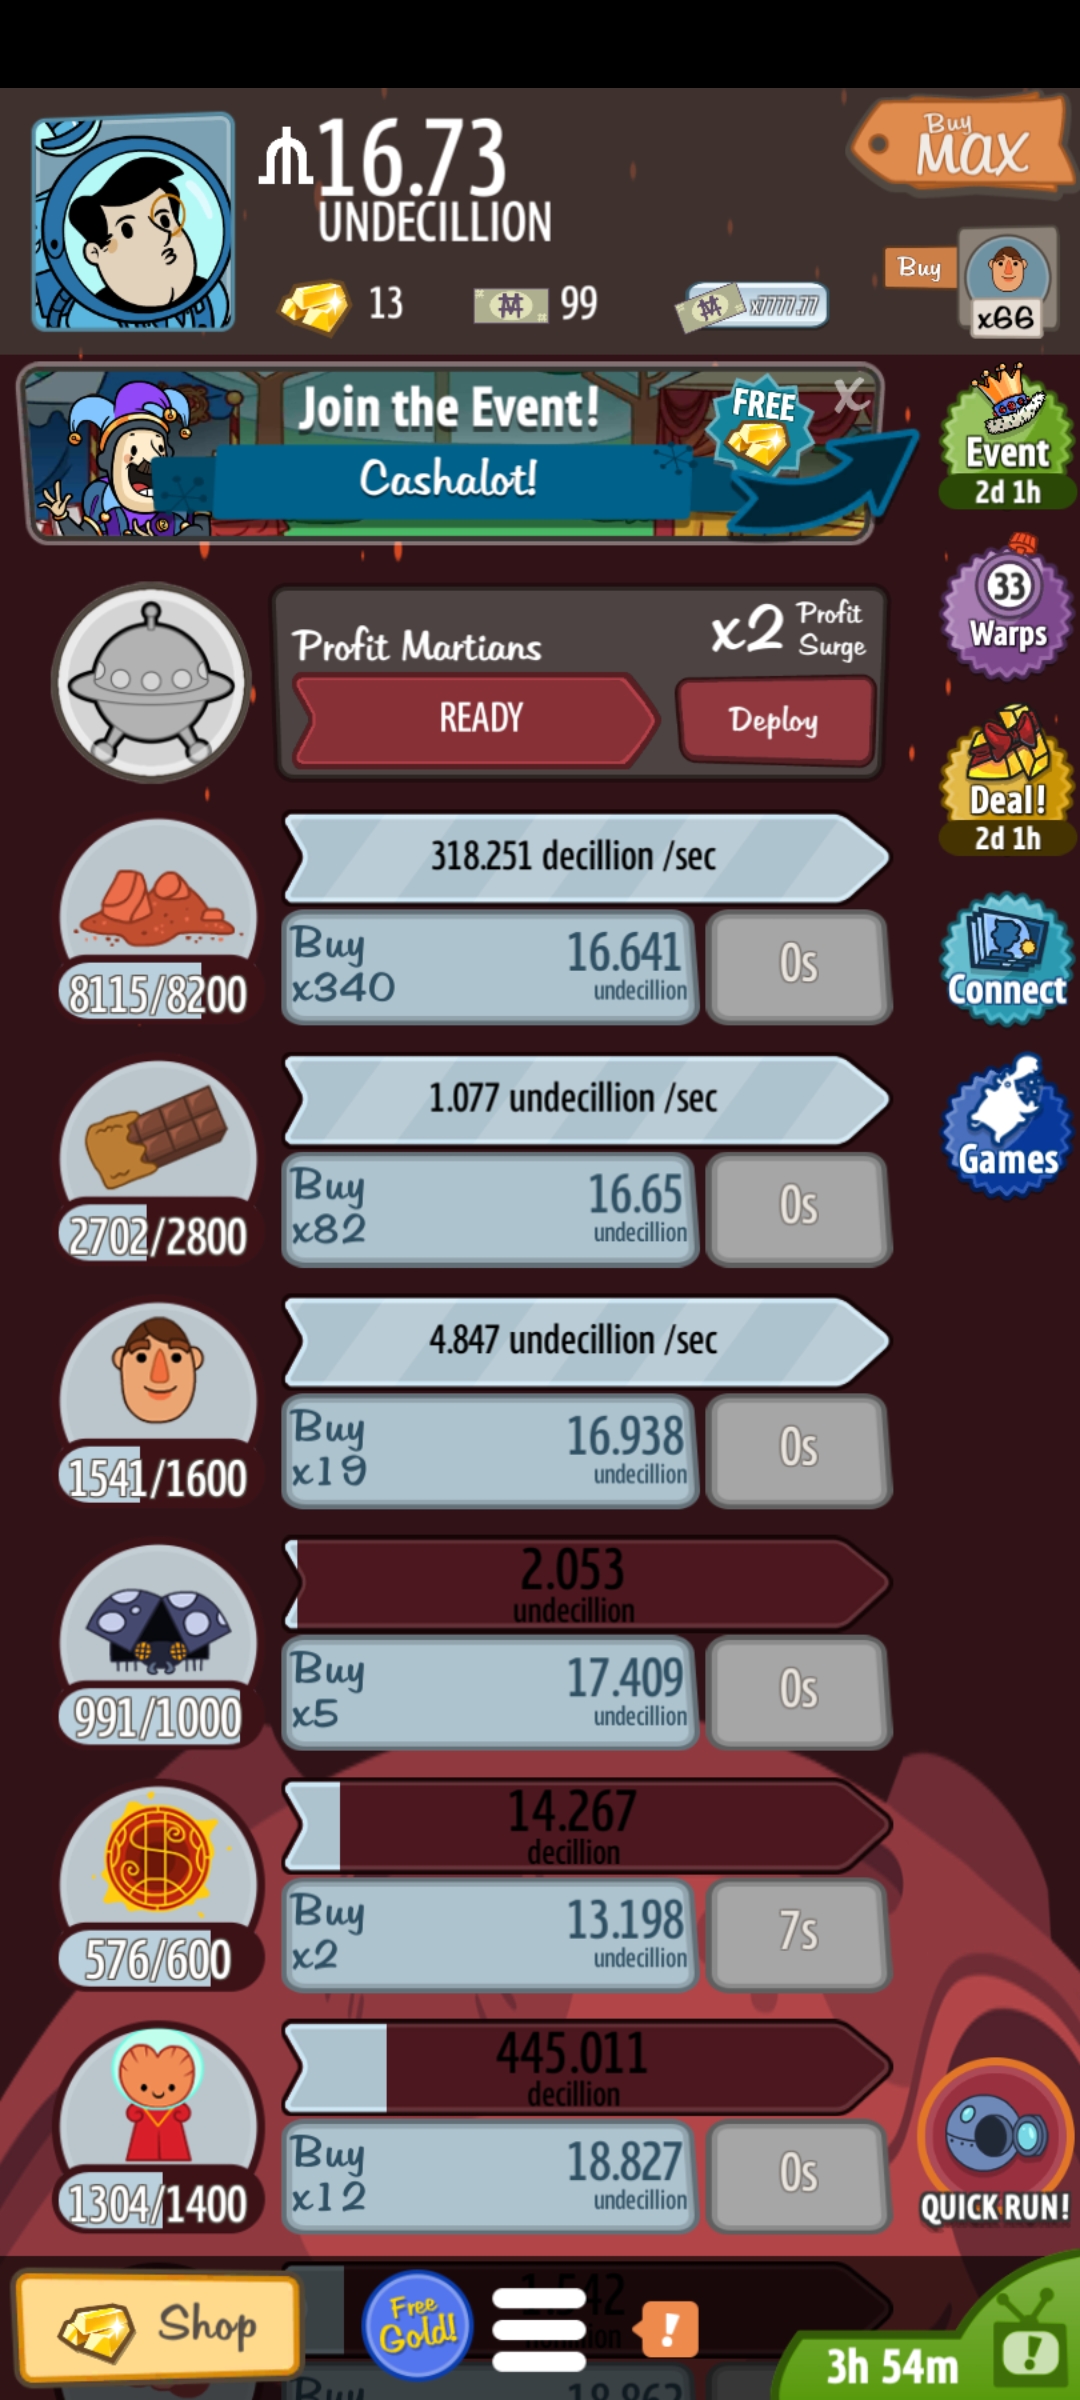 16.73
UNDECILLION
Buy
MAX
13
99
x7777.77
Buy
x66
Join the Event!
FREE
X
Cashalot!
Event
2d 1h
33
Warps
Profit Martians
x2 Profit
Surge
READY
Deploy
Deal!
2d 1h
318.251 decillion /sec
Buy
x340
16.641
undecillion
0s
8115/8200
Connect
1.077 undecillion /sec
Buy
x82
16.65
undecillion
0s
2702/2800
Games
4.847 undecillion /sec
Buy
x19
16.938
undecillion
0s
1541/1600
2.053
undecillion
Buy
x5
17.409
undecillion
0s
991/1000
14.267
decillion
Buy
x2
13.198
undecillion
7s
576/600
445.011
decillion
Buy
x12
18.827
undecillion
0s
1304/1400
QUICK RUN!
Shop
Free
Gold!
!
3h 54m
!
Buy
18.862